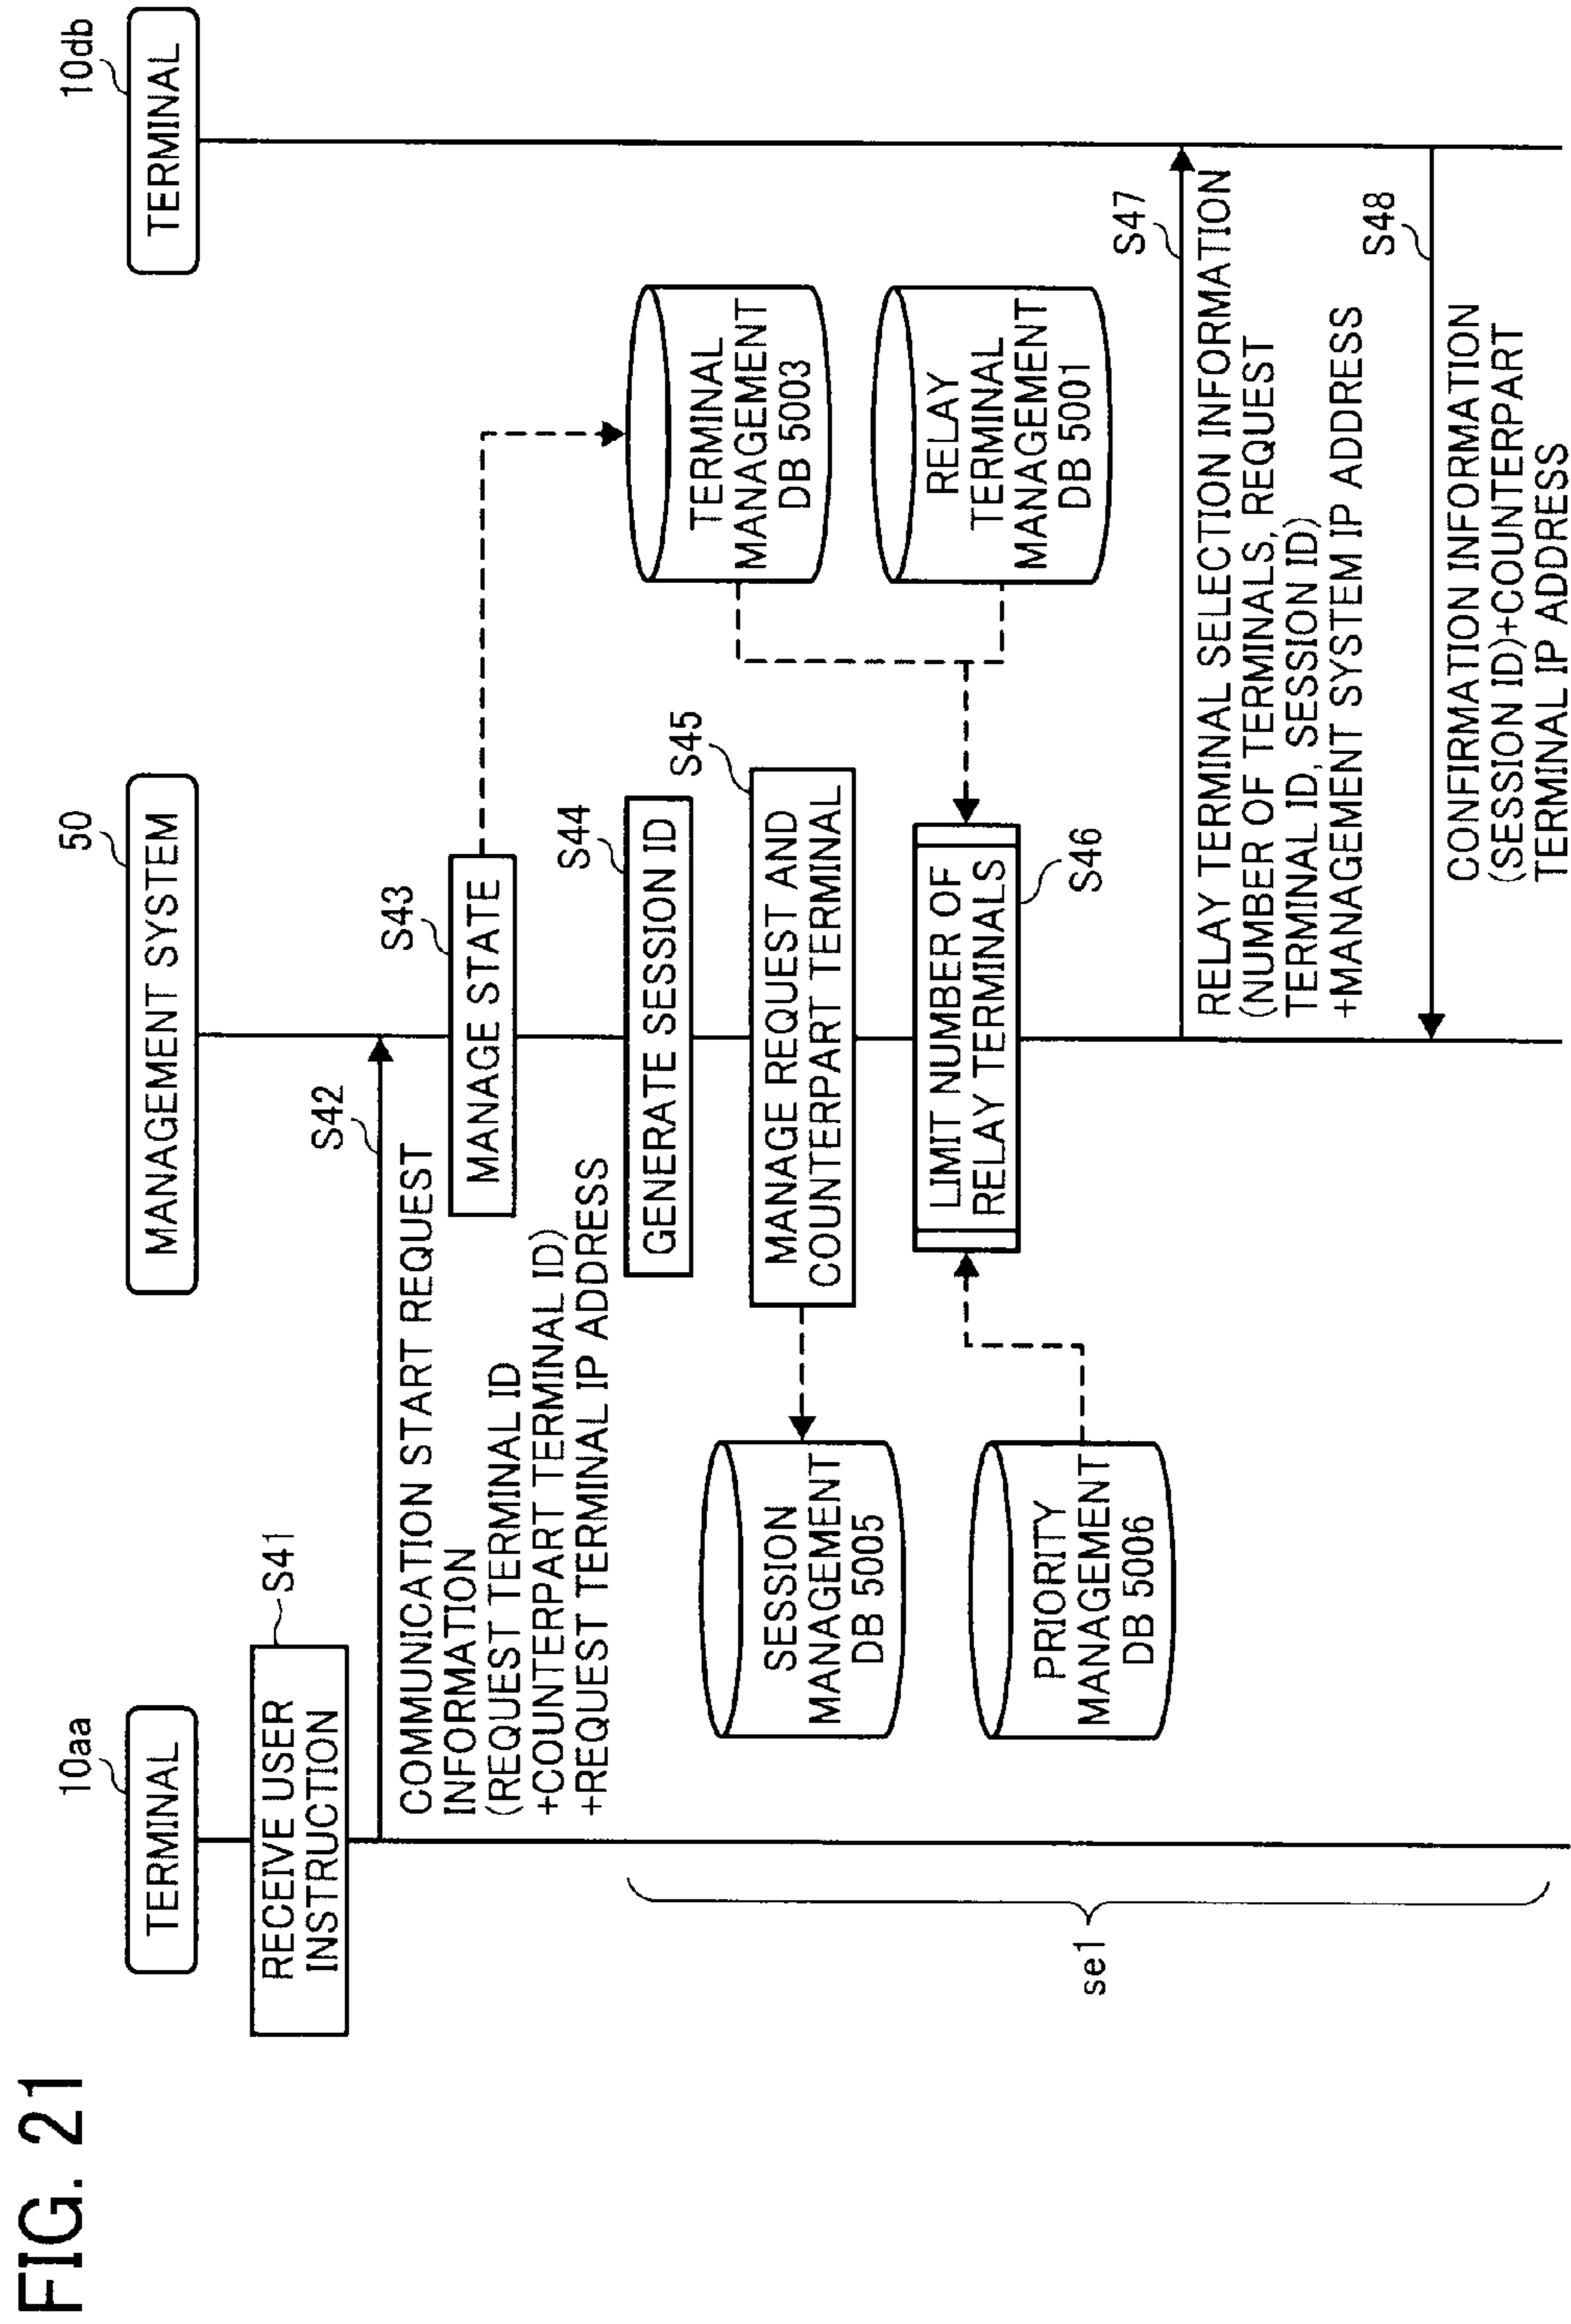 FIG. 21
10aa
TERMINAL
50
MANAGEMENT SYSTEM
10db
TERMINAL
RECEIVE USER
INSTRUCTION
S41
S42
COMMUNICATION START REQUEST
INFORMATION
(REQUEST TERMINAL ID
+COUNTERPART TERMINAL ID)
+REQUEST TERMINAL IP ADDRESS
S43
MANAGE STATE
S44
GENERATE SESSION ID
TERMINAL
MANAGEMENT
DB 5003
S45
MANAGE REQUEST AND
COUNTERPART TERMINAL
SESSION
MANAGEMENT
DB 5005
RELAY
TERMINAL
MANAGEMENT
DB 5001
LIMIT NUMBER OF
RELAY TERMINALS
S46
PRIORITY
MANAGEMENT
DB 5006
se1
S47
RELAY TERMINAL SELECTION INFORMATION
(NUMBER OF TERMINALS, REQUEST
TERMINAL ID, SESSION ID)
+MANAGEMENT SYSTEM IP ADDRESS
S48
CONFIRMATION INFORMATION
(SESSION ID)+COUNTERPART
TERMINAL IP ADDRESS